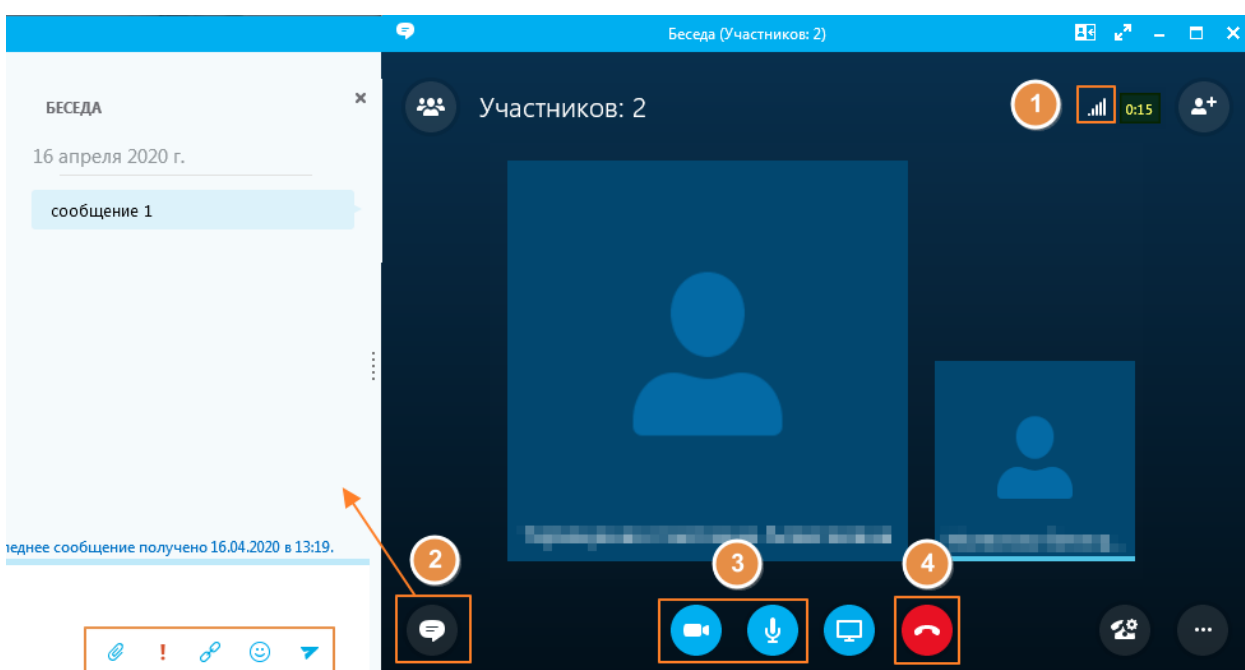 Беседа (Участников: 2)
БЕСЕДА
16 апреля 2020 г.
сообщение 1
Участников: 2
1
0:15
леднее сообщение получено 16.04.2020 в 13:19.
2
3
4